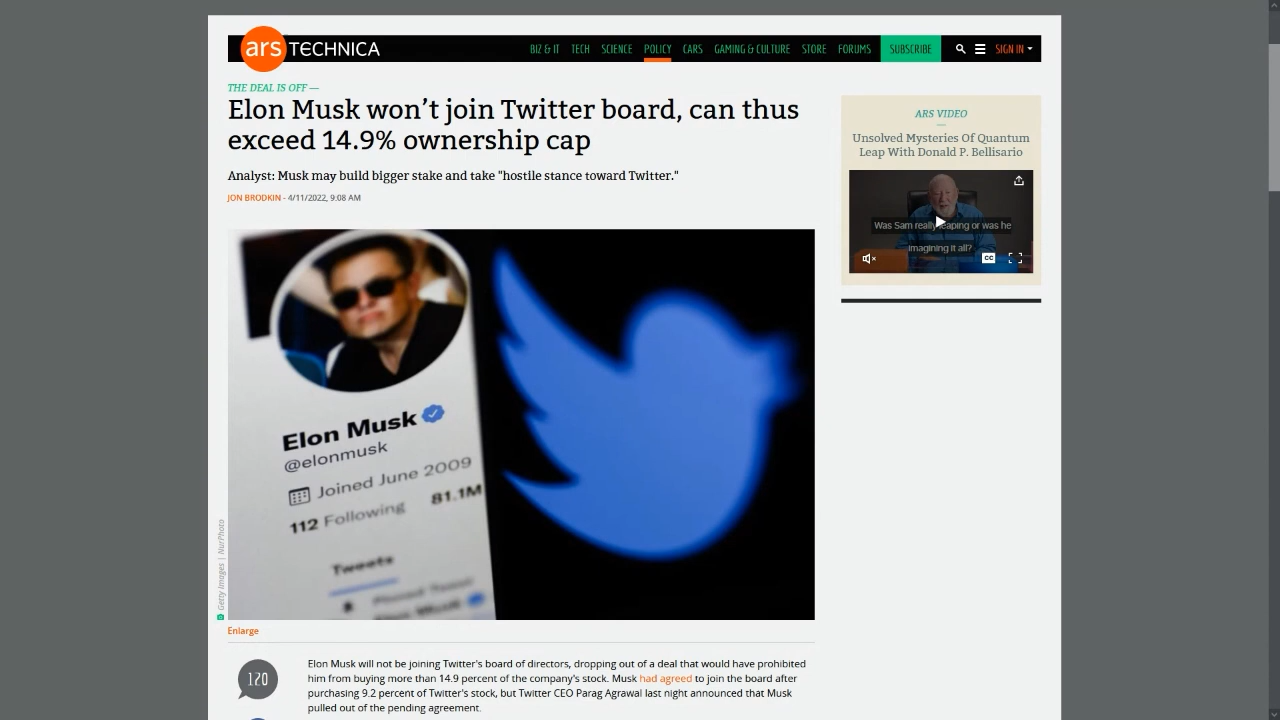 ars TECHNICA
BIZ & IT TECH SCIENCE POLICY CARS GAMING & CULTURE STORE FORUMS SUBSCRIBE SIGN IN
THE DEAL IS OFF —
Elon Musk won’t join Twitter board, can thus
exceed 14.9% ownership cap
Analyst: Musk may build bigger stake and take "hostile stance toward Twitter."
JON BRODKIN - 4/11/2022, 9:08 AM
Elon Musk
@elonmusk
Joined June 2009
112 Following 81.1M
Tweets
Pinned Tweet
Elon Musk
Getty Images | NurPhoto
Enlarge
120
Elon Musk will not be joining Twitter's board of directors, dropping out of a deal that would have prohibited
him from buying more than 14.9 percent of the company's stock. Musk had agreed to join the board after
purchasing 9.2 percent of Twitter's stock, but Twitter CEO Parag Agrawal last night announced that Musk
pulled out of the pending agreement.
ARS VIDEO
Unsolved Mysteries Of Quantum
Leap With Donald P. Bellisario
Was Sam really leaping or was he
imagining it all?
CC